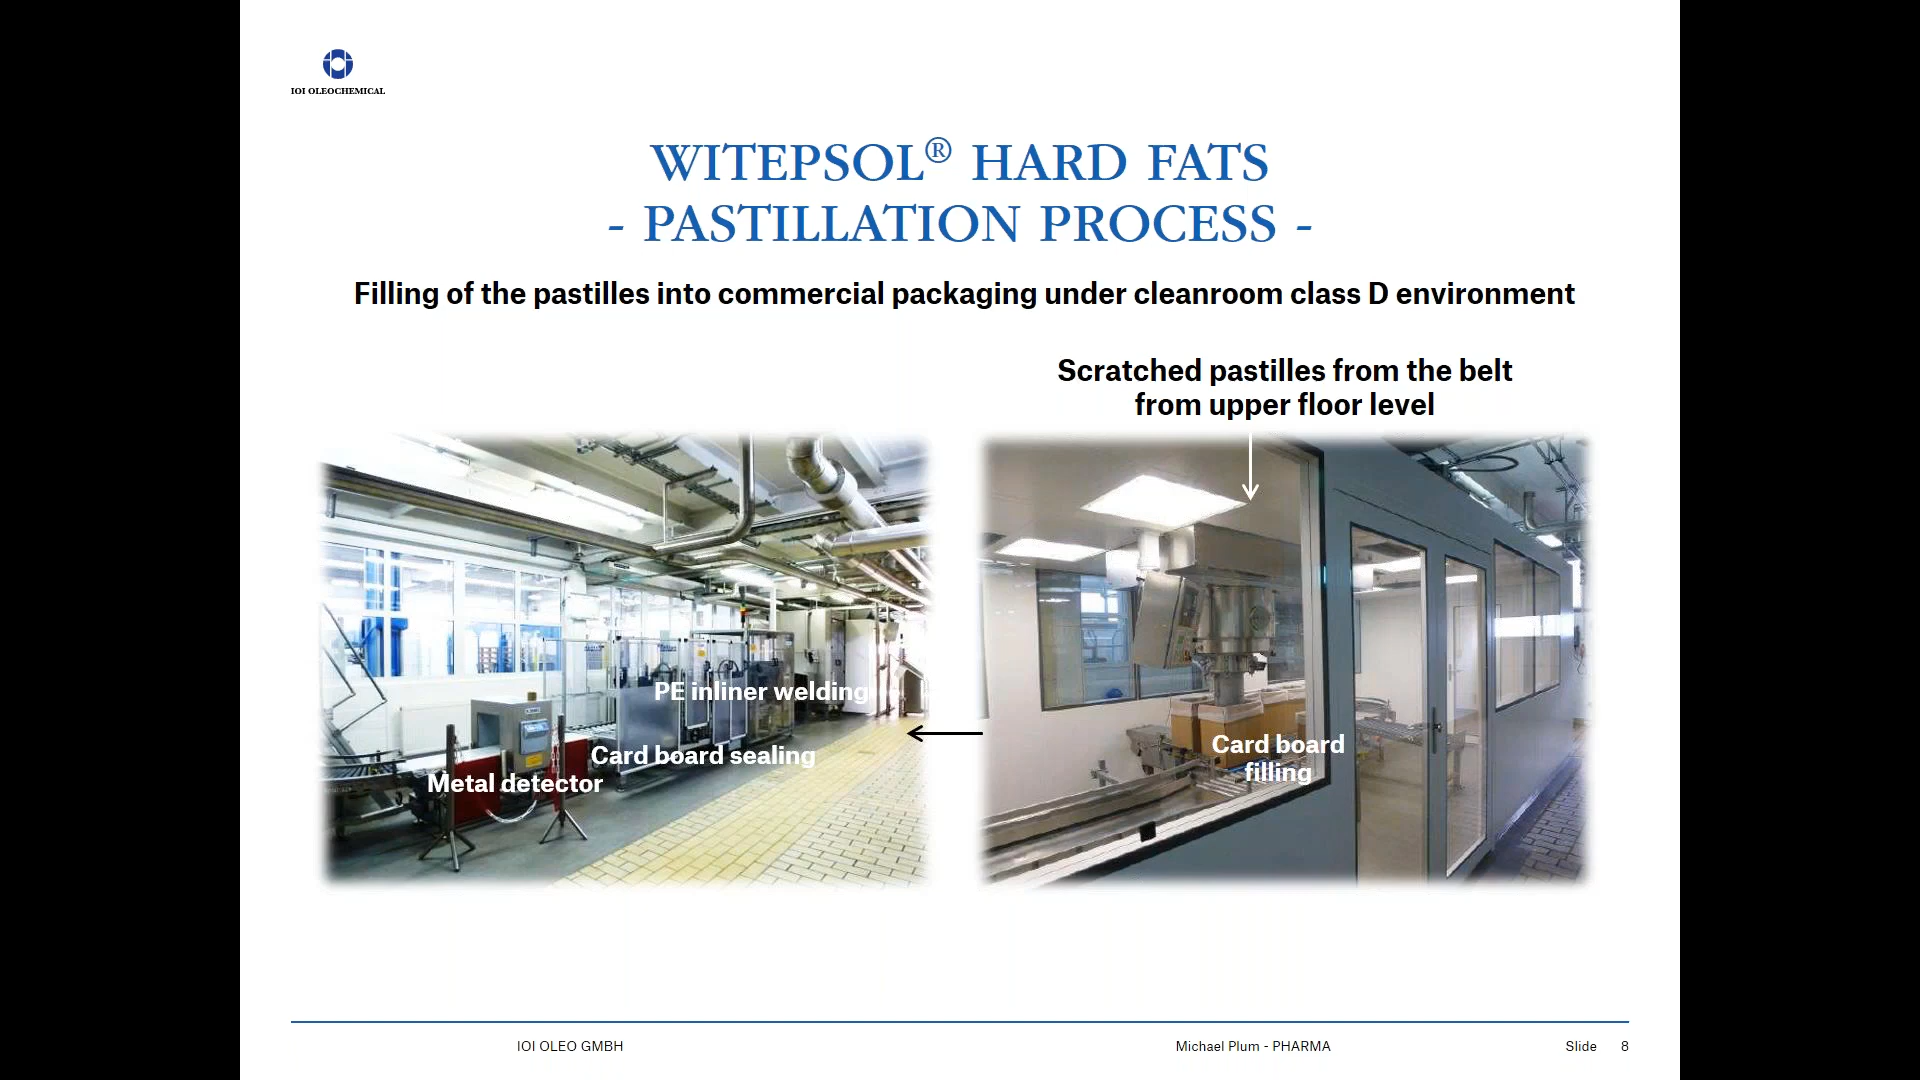 IOI OLEOCHEMICAL
WITEPSOL® HARD FATS
- PASTILLATION PROCESS -
Filling of the pastilles into commercial packaging under cleanroom class D environment
Scratched pastilles from the belt
from upper floor level
PE inliner welding
Card board sealing
Metal detector
Card board
filling
IOI OLEO GMBH
Michael Plum - PHARMA
Slide 8